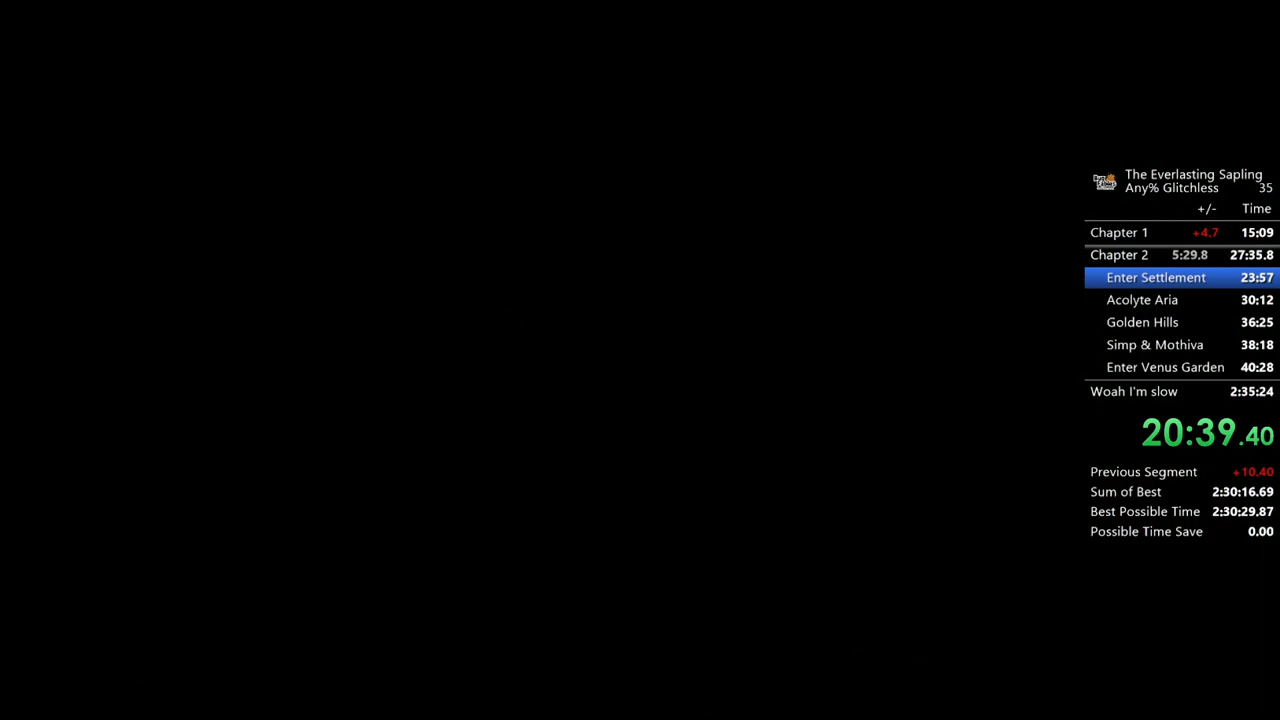 The Everlasting Sapling
Any% Glitchless 35
+/- Time
Chapter 1 +4.7 15:09
Chapter 2 5:29.8 27:35.8
Enter Settlement 23:57
Acolyte Aria 30:12
Golden Hills 36:25
Simp & Mothiva 38:18
Enter Venus Garden 40:28
Woah I'm slow 2:35:24
20:39.40
Previous Segment +10.40
Sum of Best 2:30:16.69
Best Possible Time 2:30:29.87
Possible Time Save 0.00